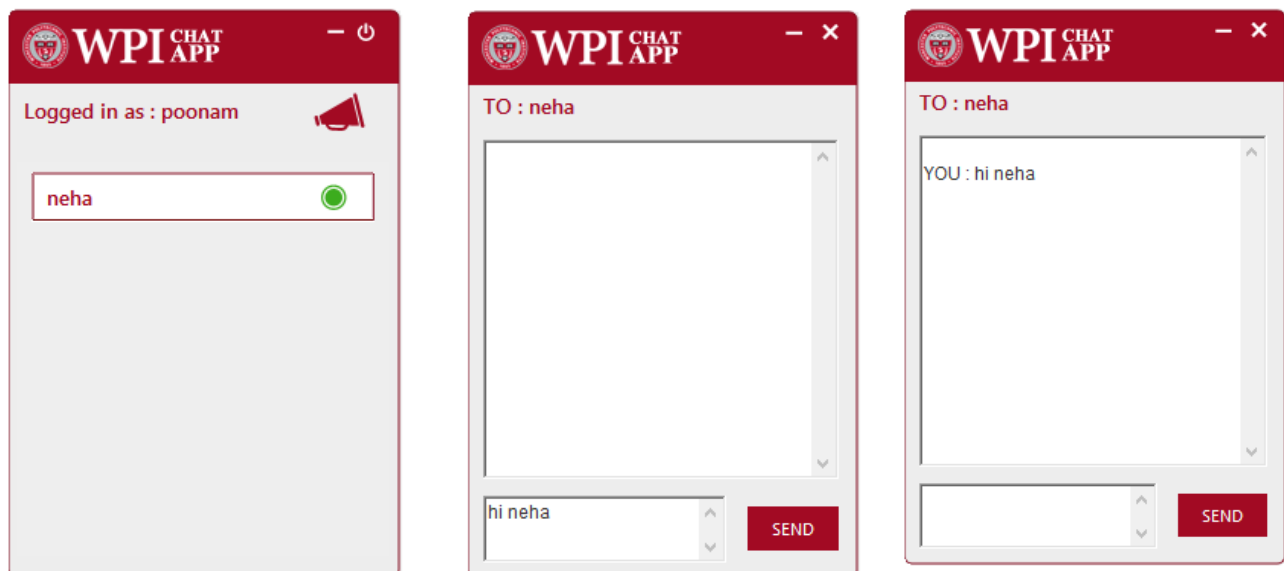 WPI CHAT APP
Logged in as : poonam
neha
WPI CHAT APP
TO : neha
hi neha
SEND
WPI CHAT APP
TO : neha
YOU : hi neha
SEND